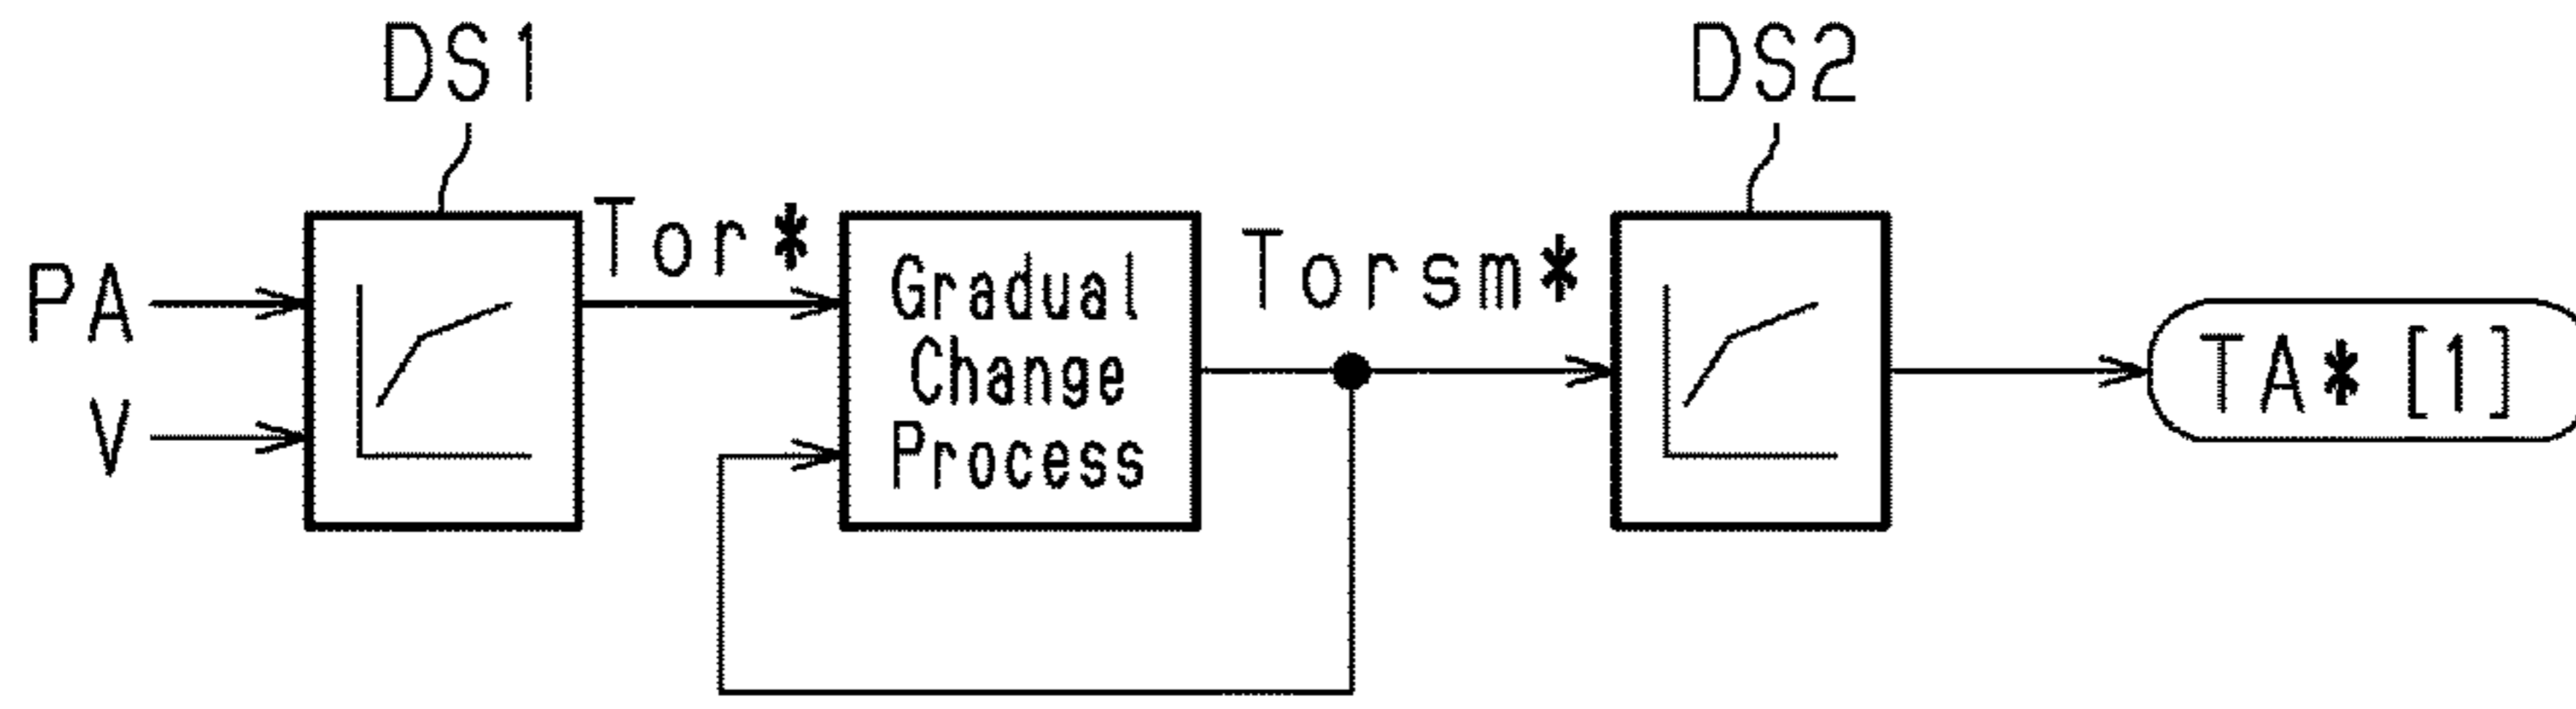 DS1
DS2
PA
V
Tor*
Gradual
Change
Process
Torsm*
TA*[1]